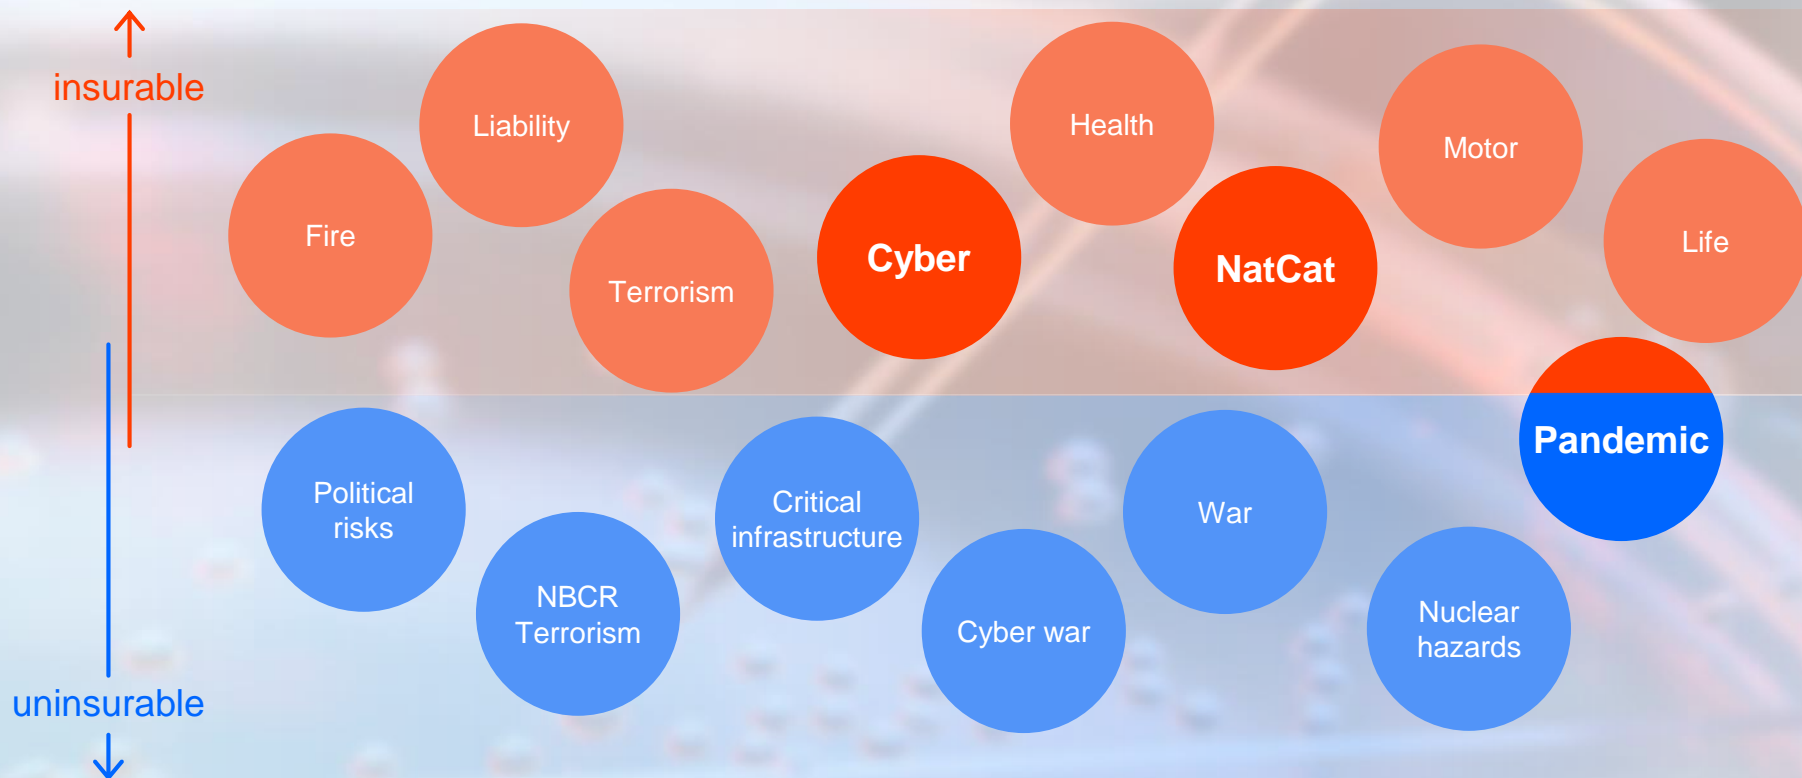 insurable
Liability
Health
Motor
Fire
Terrorism
Cyber
NatCat
Life
Pandemic
Political
risks
NBCR
Terrorism
Critical
infrastructure
Cyber war
War
Nuclear
hazards
uninsurable